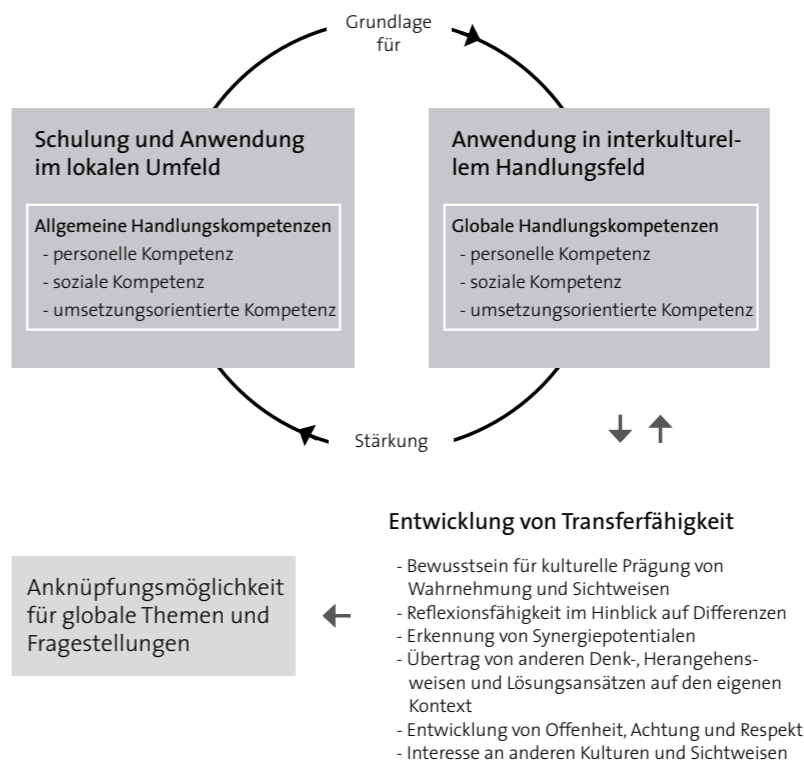 Grundlage
für
Schulung und Anwendung
im lokalen Umfeld
Allgemeine Handlungskompetenzen
- personelle Kompetenz
- soziale Kompetenz
- umsetzungsorientierte Kompetenz
Anwendung in interkulturel-
lem Handlungsfeld
Globale Handlungskompetenzen
- personelle Kompetenz
- soziale Kompetenz
- umsetzungsorientierte Kompetenz
Stärkung
Entwicklung von Transferfähigkeit
- Bewusstsein für kulturelle Prägung von
Wahrnehmung und Sichtweisen
- Reflexionsfähigkeit im Hinblick auf Differenzen
- Erkennung von Synergiepotentialen
- Übertrag von anderen Denk-, Herangehens-
weisen und Lösungsansätzen auf den eigenen
Kontext
- Entwicklung von Offenheit, Achtung und Respekt
- Interesse an anderen Kulturen und Sichtweisen
Anknüpfungsmöglichkeit
für globale Themen und
Fragestellungen